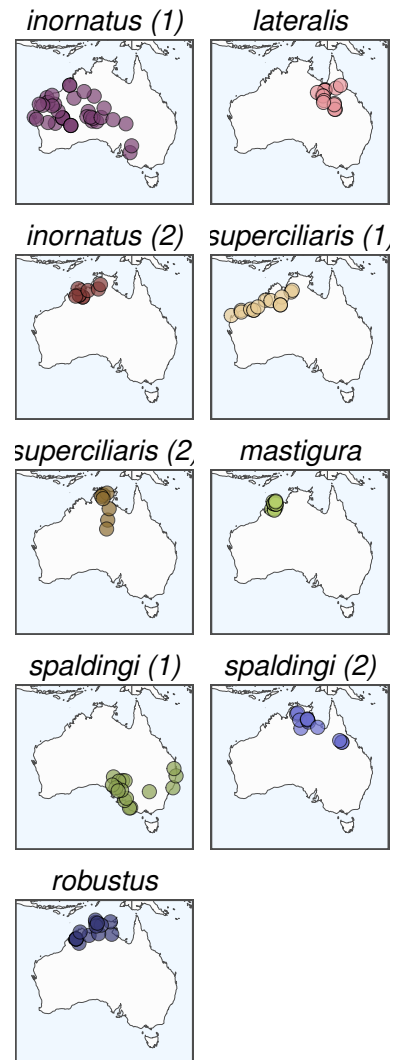 inornatus (1)
lateralis
inornatus (2)
superciliaris (1)
superciliaris (2)
mastigura
spaldingi (1)
spaldingi (2)
robustus